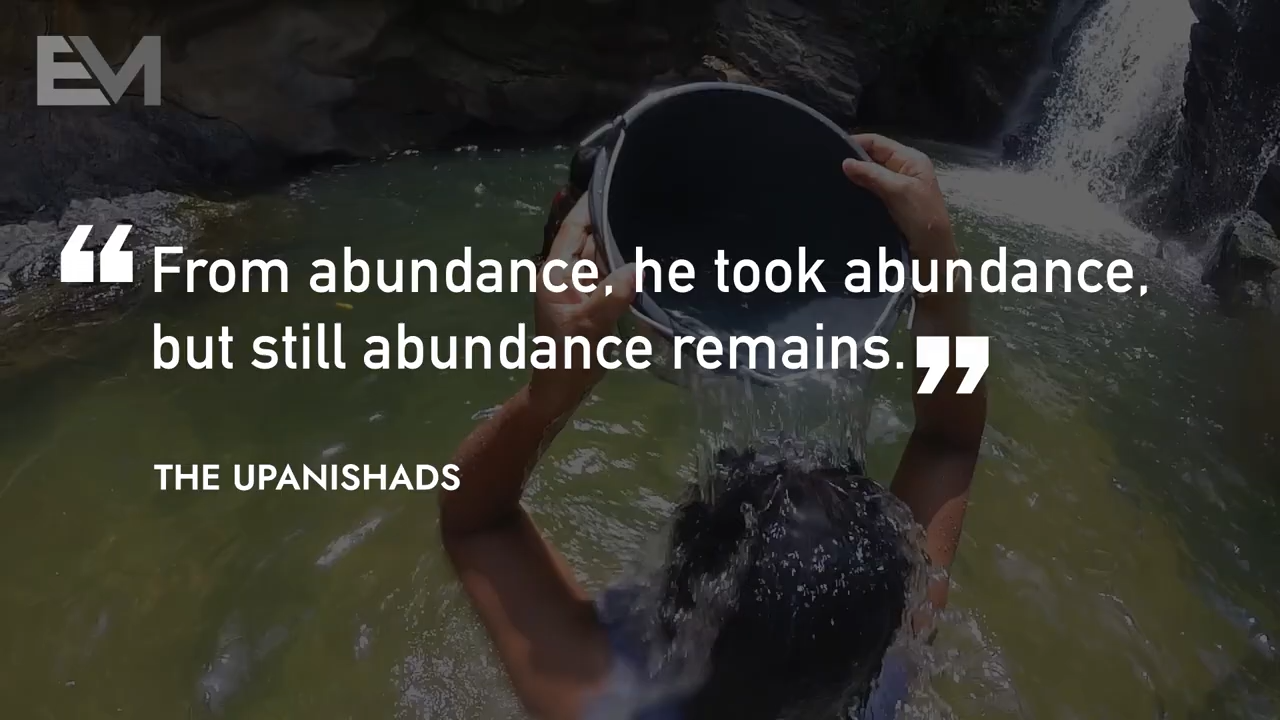 EM
“From abundance, he took abundance,
but still abundance remains.”
THE UPANISHADS